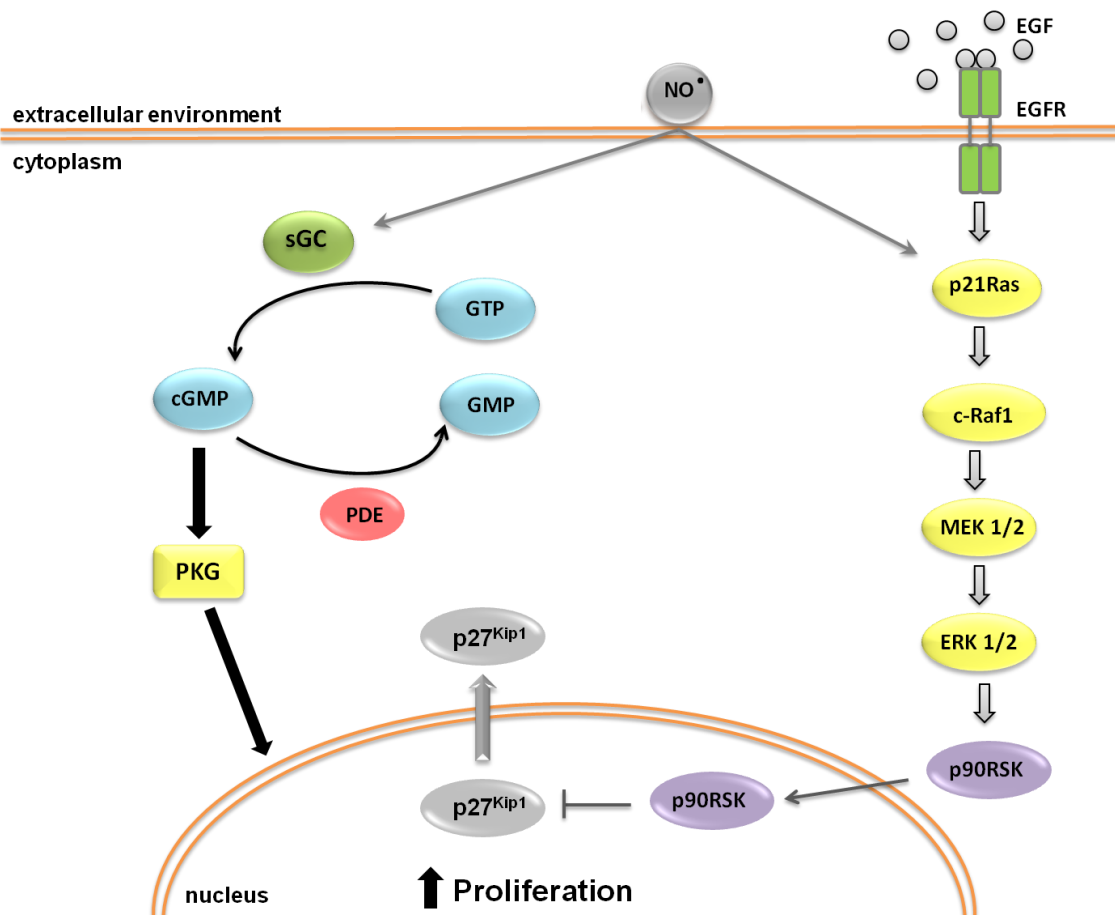 EGF
NO•
EGFR
extracellular environment
cytoplasm
sGC
p21Ras
GTP
cGMP
GMP
c-Raf1
PDE
MEK 1/2
PKG
p27Kip1
ERK 1/2
p90RSK
p27Kip1
p90RSK
nucleus
Proliferation